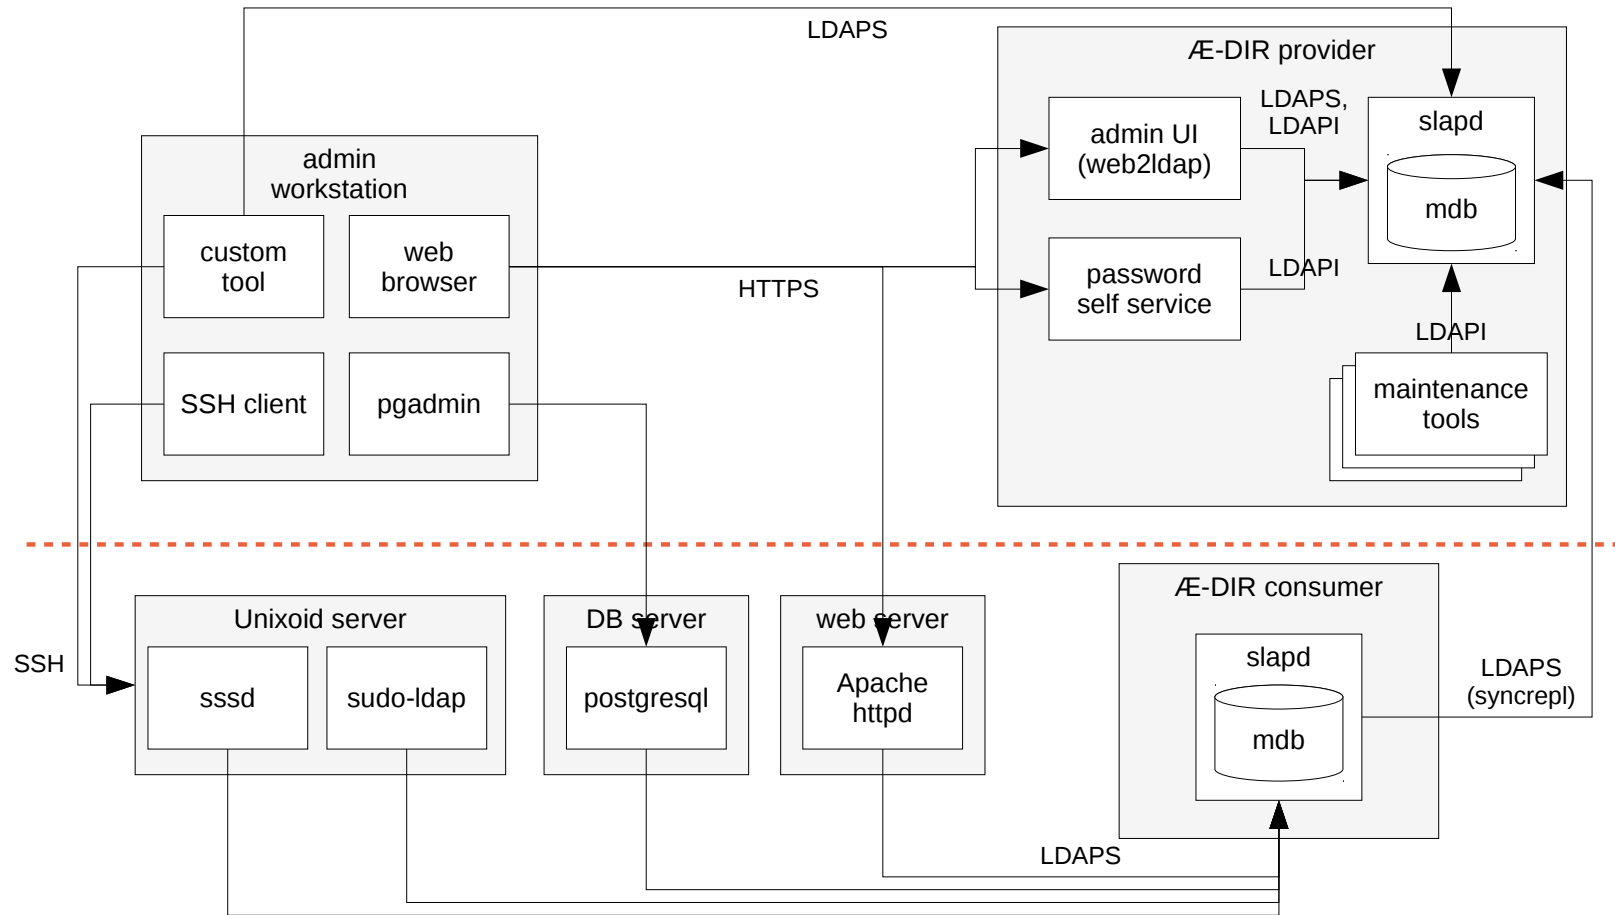 LDAPS
Æ-DIR provider
LDAPS,
LDAPI
admin UI
(web2ldap)
slapd
mdb
admin
workstation
custom
tool
web
browser
HTTPS
password
self service
LDAPI
LDAPI
maintenance
tools
SSH client
pgadmin
Æ-DIR consumer
Unixoid server
DB server
web server
SSH
sssd
sudo-ldap
postgresql
Apache
httpd
slapd
mdb
LDAPS
(syncrepl)
LDAPS